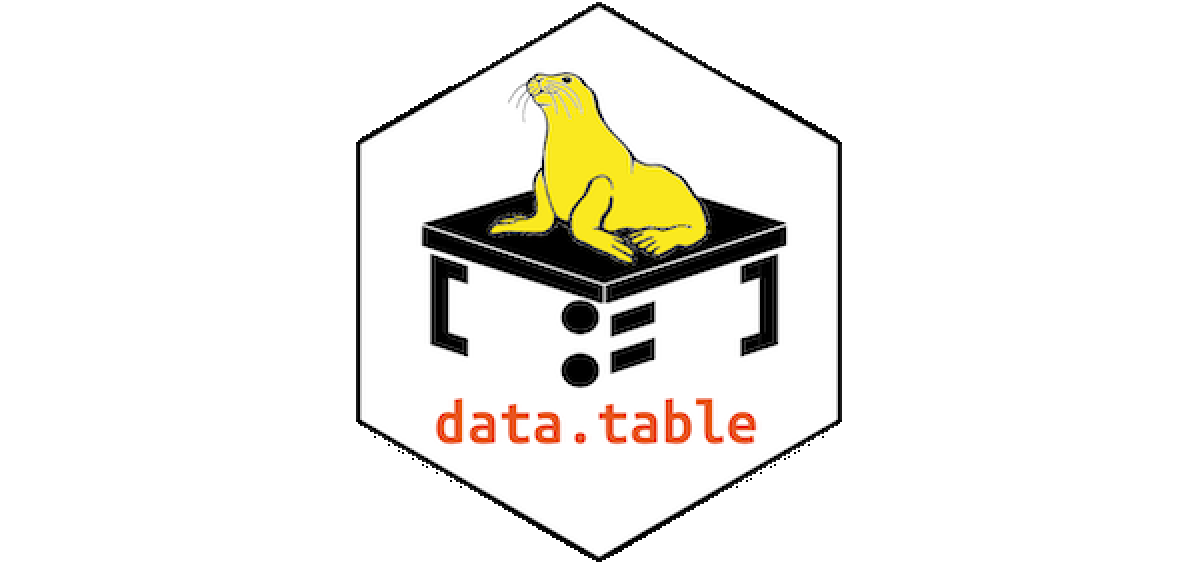 [ := ]
data.table